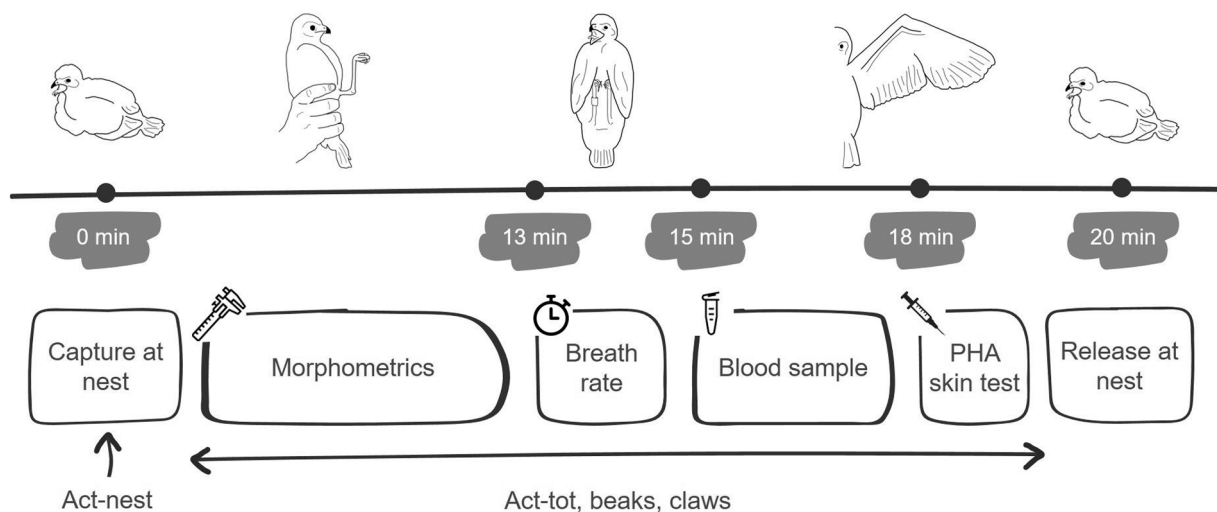 0 min
13 min
15 min
18 min
20 min
Capture at
nest
Morphometrics
Breath
rate
Blood sample
PHA
skin test
Release at
nest
Act-nest
Act-tot, beaks, claws